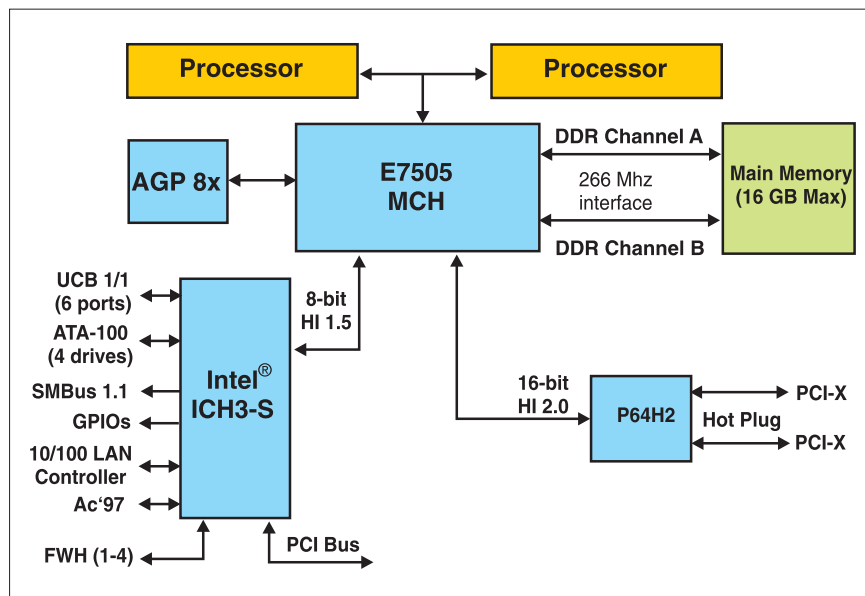 Processor
Processor
E7505
MCH
AGP 8x
DDR Channel A
266 Mhz
interface
DDR Channel B
Main Memory
(16 GB Max)
UCB 1/1
(6 ports)
ATA-100
(4 drives)
SMBus 1.1
GPIOs
10/100 LAN
Controller
Ac‘97
FWH (1-4)
Intel®
ICH3-S
8-bit
HI 1.5
PCI Bus
16-bit
HI 2.0
P64H2
PCI-X
Hot Plug
PCI-X